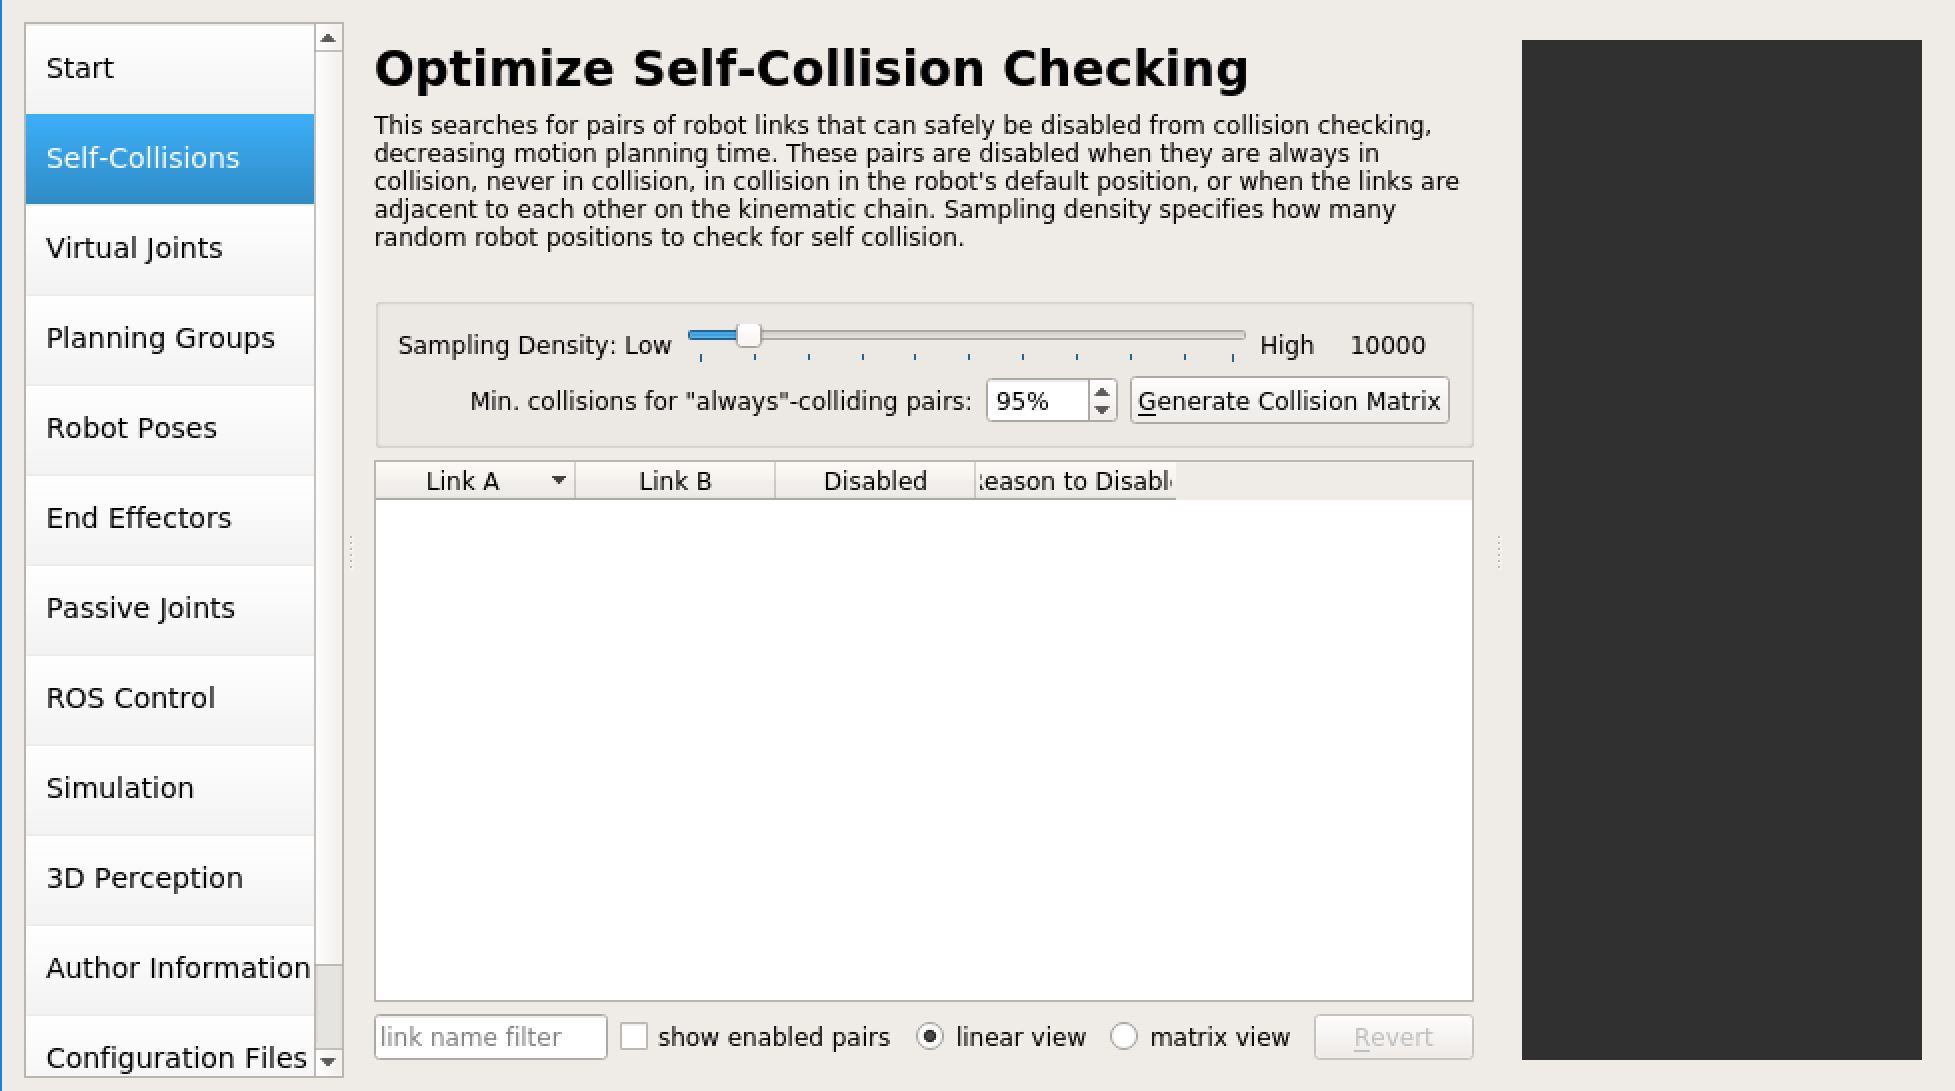 Start
Self-Collisions
Virtual Joints
Planning Groups
Robot Poses
End Effectors
Passive Joints
ROS Control
Simulation
3D Perception
Author Information
Configuration Files
Optimize Self-Collision Checking
This searches for pairs of robot links that can safely be disabled from collision checking,
decreasing motion planning time. These pairs are disabled when they are always in
collision, never in collision, in collision in the robot's default position, or when the links are
adjacent to each other on the kinematic chain. Sampling density specifies how many
random robot positions to check for self collision.
Sampling Density: Low High 10000
Min. collisions for "always"-colliding pairs: 95% Generate Collision Matrix
Link A Link B Disabled eason to Disabl
link name filter show enabled pairs linear view matrix view Revert